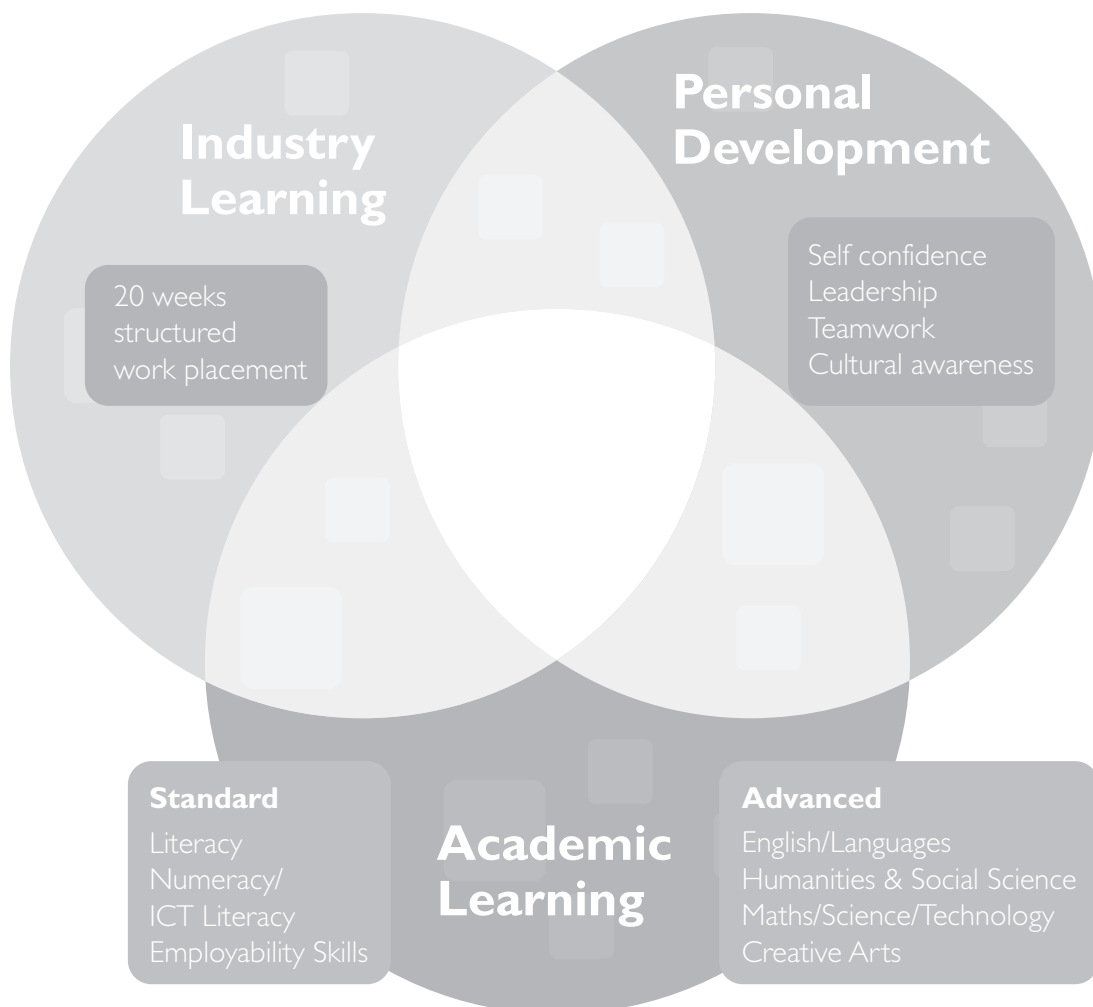 Industry
Learning
20 weeks
structured
work placement
Personal
Development
Self confidence
Leadership
Teamwork
Cultural awareness
Standard
Literacy
Numeracy/
ICT Literacy
Employability Skills
Academic
Learning
Advanced
English/Languages
Humanities & Social Science
Maths/Science/Technology
Creative Arts